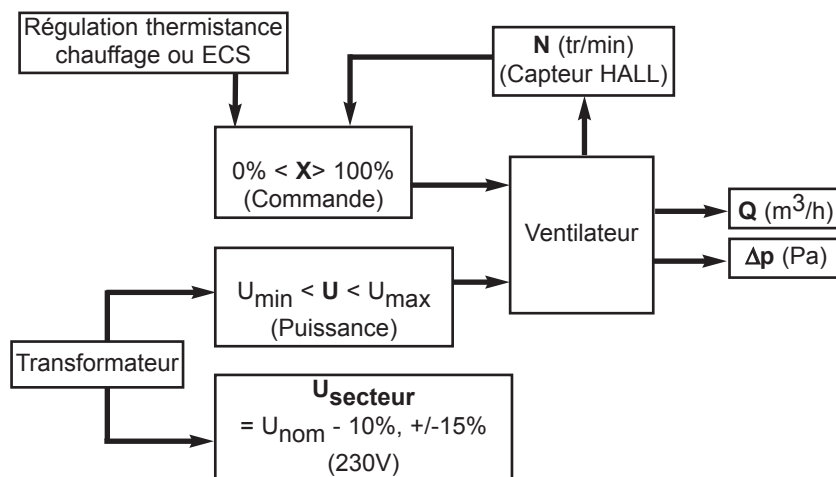 Régulation thermistance
chauffage ou ECS
N (tr/min)
(Capteur HALL)
0% < X> 100%
(Commande)
Ventilateur
Q (m³/h)
Δp (Pa)
Umin < U < Umax
(Puissance)
Transformateur
Usecteur
= Unom - 10%, +/-15%
(230V)